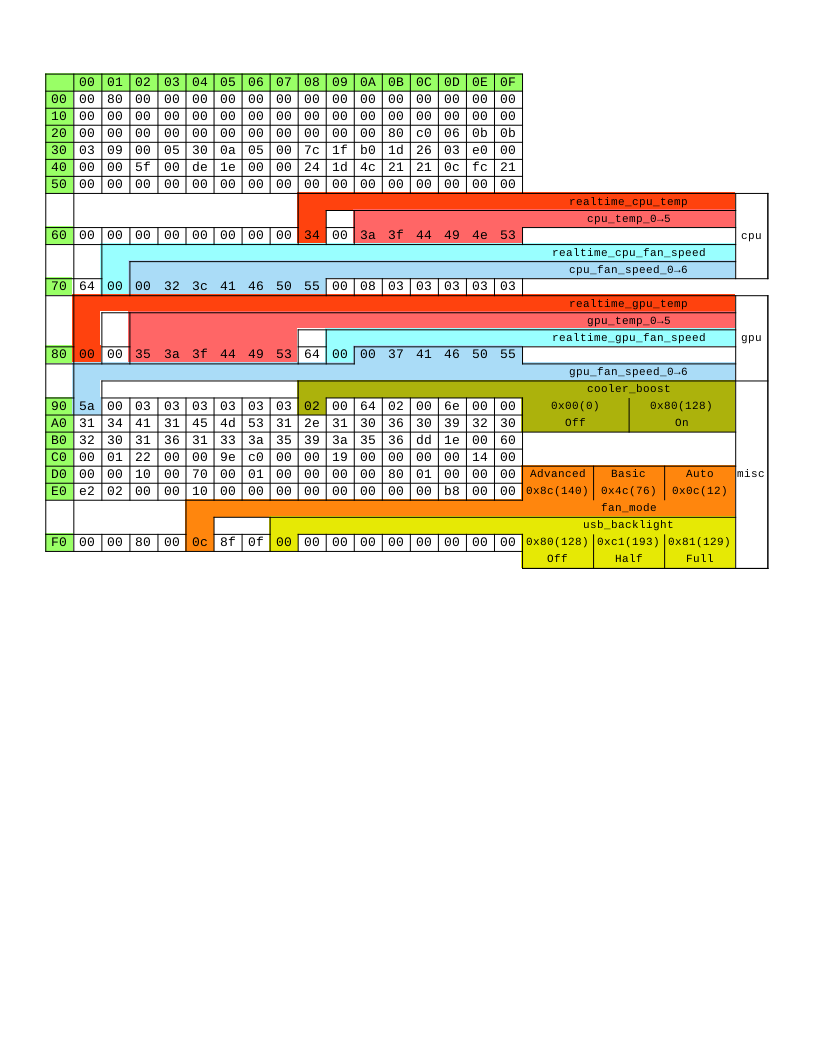 00 01 02 03 04 05 06 07 08 09 0A 0B 0C 0D 0E 0F
00 00 80 00 00 00 00 00 00 00 00 00 00 00 00 00 00
10 00 00 00 00 00 00 00 00 00 00 00 00 00 00 00 00
20 00 00 00 00 00 00 00 00 00 00 00 80 c0 06 0b 0b
30 03 09 00 05 30 0a 05 00 7c 1f b0 1d 26 03 e0 00
40 00 00 5f 00 de 1e 00 00 24 1d 4c 21 21 0c fc 21
50 00 00 00 00 00 00 00 00 00 00 00 00 00 00 00 00
realtime_cpu_temp
cpu_temp_0→5
60 00 00 00 00 00 00 00 00 34 00 3a 3f 44 49 4e 53 cpu
realtime_cpu_fan_speed
cpu_fan_speed_0→6
70 64 00 00 32 3c 41 46 50 55 00 08 03 03 03 03 03
realtime_gpu_temp
gpu_temp_0→5
realtime_gpu_fan_speed gpu
80 00 00 35 3a 3f 44 49 53 64 00 00 37 41 46 50 55
gpu_fan_speed_0→6
cooler_boost
90 5a 00 03 03 03 03 03 03 02 00 64 02 00 6e 00 00 0x00(0) 0x80(128)
A0 31 34 41 31 45 4d 53 31 2e 31 30 36 30 39 32 30 Off On
B0 32 30 31 36 31 33 3a 35 39 3a 35 36 dd 1e 00 60
C0 00 01 22 00 00 9e c0 00 00 19 00 00 00 00 14 00
D0 00 00 10 00 70 00 01 00 00 00 00 80 01 00 00 00 Advanced Basic Auto misc
E0 e2 02 00 00 10 00 00 00 00 00 00 00 00 b8 00 00 0x8c(140) 0x4c(76) 0x0c(12)
fan_mode
usb_backlight
F0 00 00 80 00 0c 8f 0f 00 00 00 00 00 00 00 00 00 0x80(128) 0xc1(193) 0x81(129)
Off Half Full